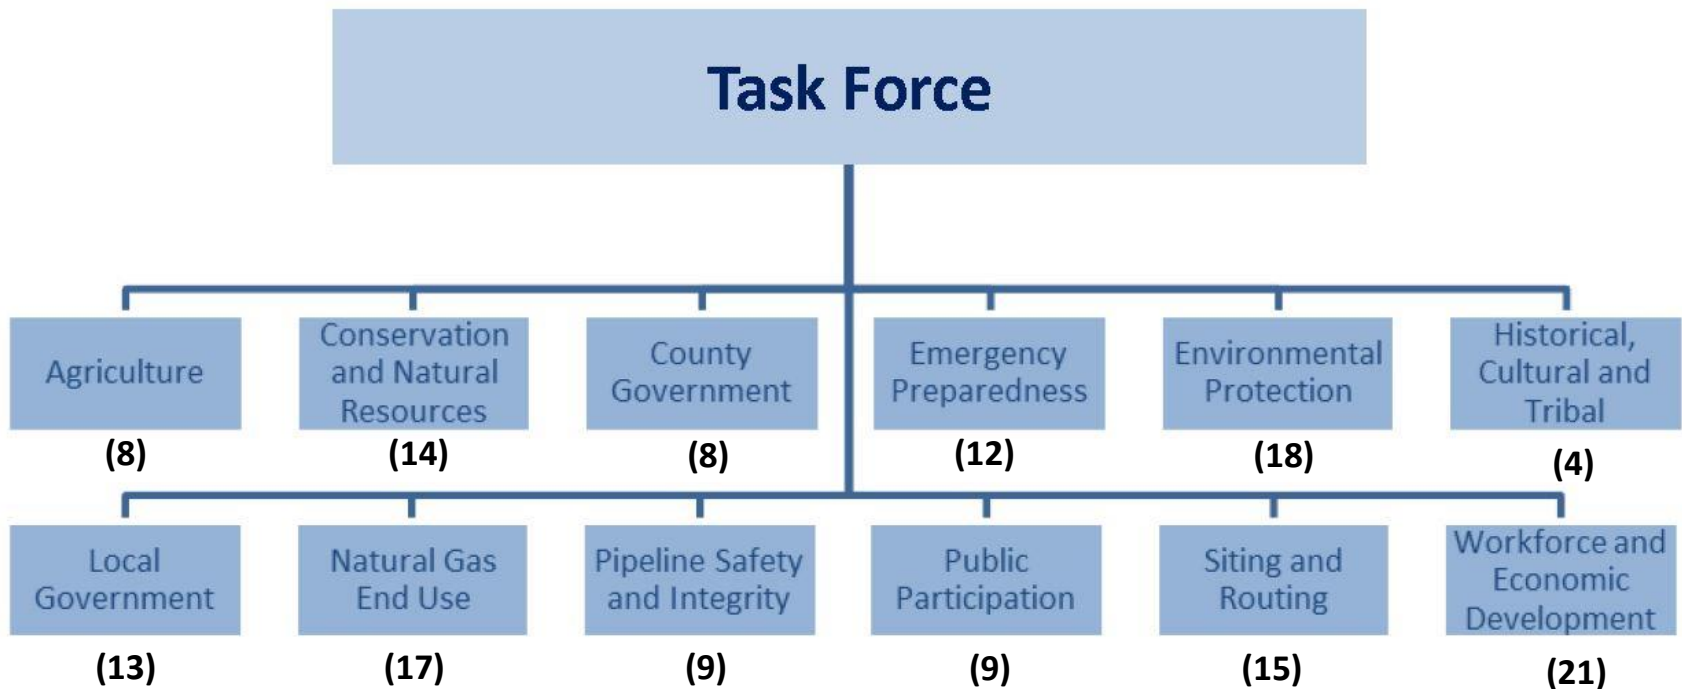 Task Force
Agriculture
(8)
Conservation
and Natural
Resources
(14)
County
Government
(8)
Emergency
Preparedness
(12)
Environmental
Protection
(18)
Historical,
Cultural and
Tribal
(4)
Local
Government
(13)
Natural Gas
End Use
(17)
Pipeline Safety
and Integrity
(9)
Public
Participation
(9)
Siting and
Routing
(15)
Workforce and
Economic
Development
(21)